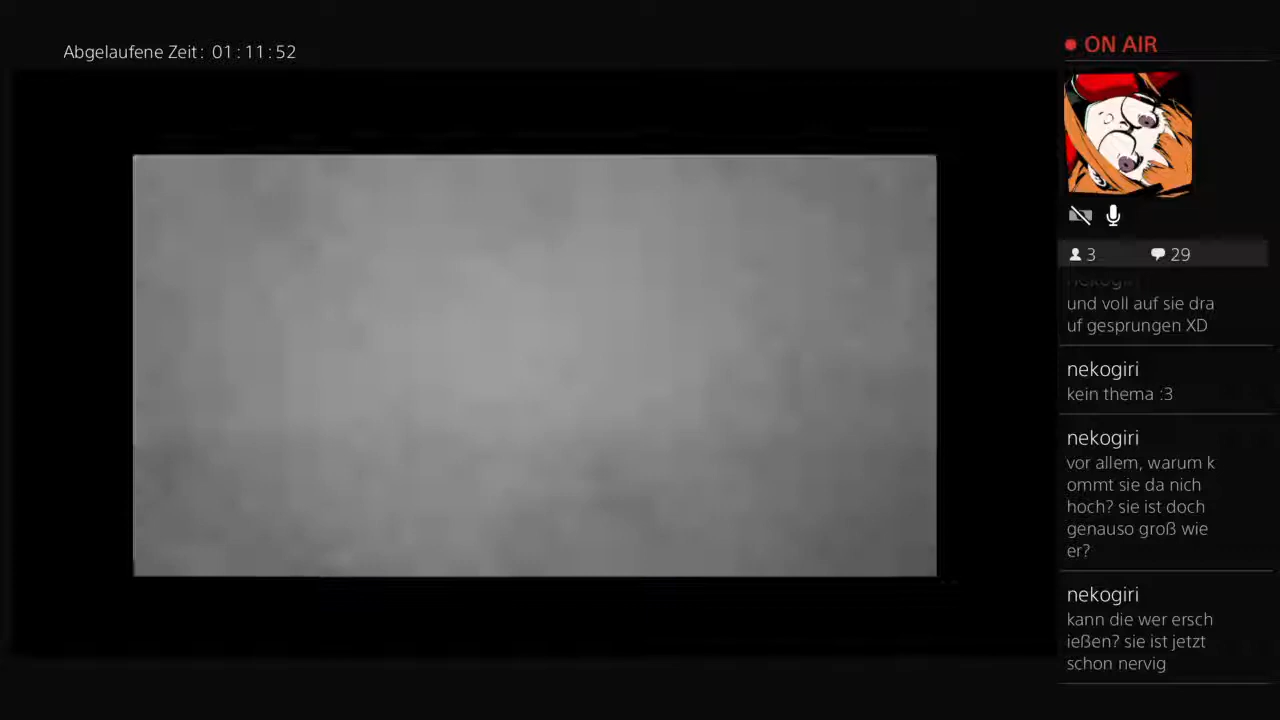 Abgelaufene Zeit: 01:11:52
ON AIR
3
29
nekogiri
und voll auf sie dra
uf gesprungen XD
nekogiri
kein thema :3
nekogiri
vor allem, warum k
ommt sie da nich
hoch? sie ist doch
genauso groß wie
er?
nekogiri
kann die wer ersch
ießen? sie ist jetzt
schon nervig